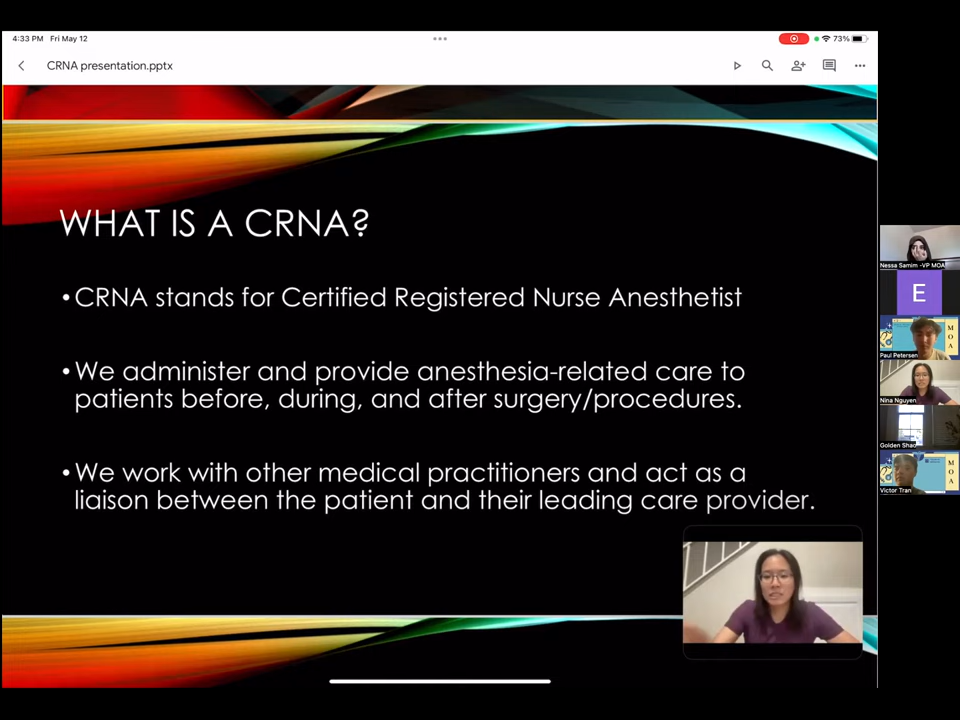 4:33 PM Fri May 12
73%
CRNA presentation.pptx
WHAT IS A CRNA?
• CRNA stands for Certified Registered Nurse Anesthetist
• We administer and provide anesthesia-related care to
patients before, during, and after surgery/procedures.
• We work with other medical practitioners and act as a
liaison between the patient and their leading care provider.
Nessa Samim -VP MOA
E
Paul Petersen
M
O
A
Nina Nguyen
Golden Shao
Victor Tran
M
O
A